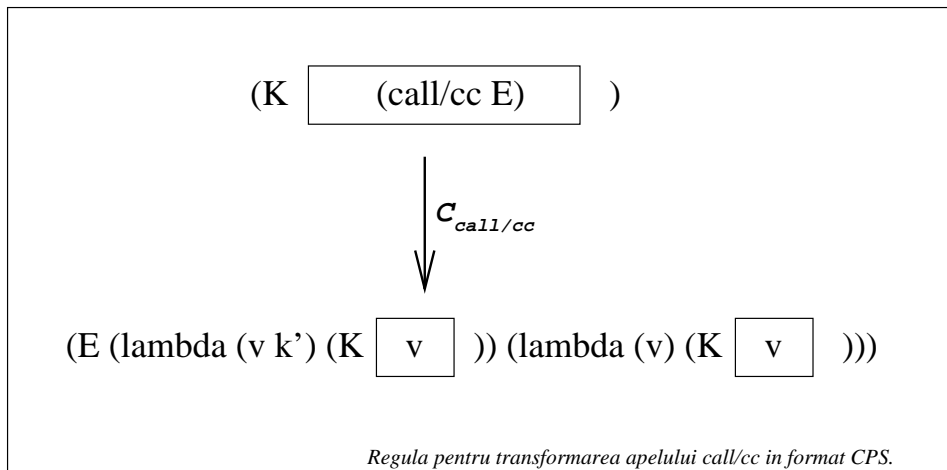 (K (call/cc E) )
C call/cc
(E (lambda (v k’) (K v )) (lambda (v) (K v )))
Regula pentru transformarea apelului call/cc in format CPS.